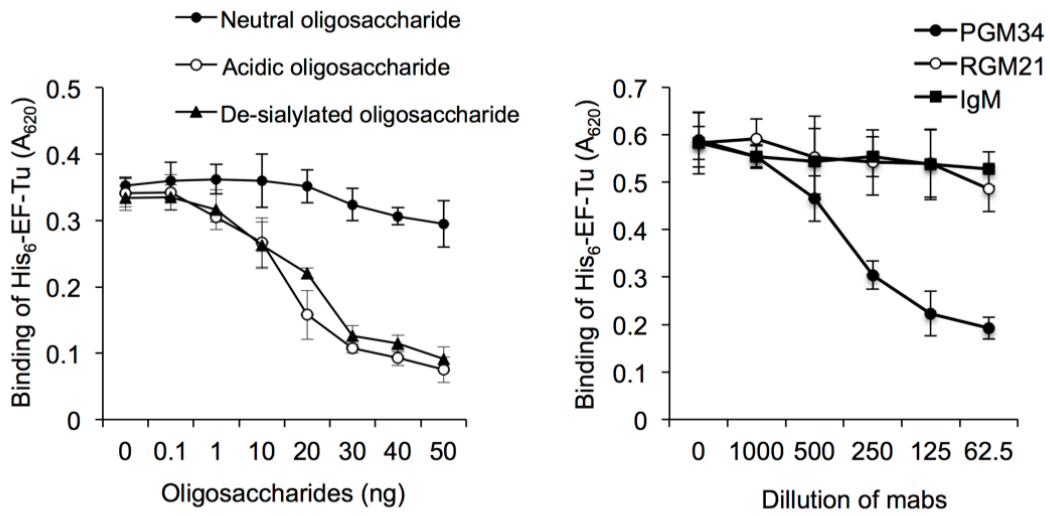 Neutral oligosaccharide
Acidic oligosaccharide
De-sialylated oligosaccharide
Binding of His6-EF-Tu (A620)
0.5
0.4
0.3
0.2
0.1
0
0 0.1 1 10 20 30 40 50
Oligosaccharides (ng)
PGM34
RGM21
IgM
Binding of His6-EF-Tu (A620)
0.7
0.6
0.5
0.4
0.3
0.2
0.1
0
0 1000 500 250 125 62.5
Dillution of mabs